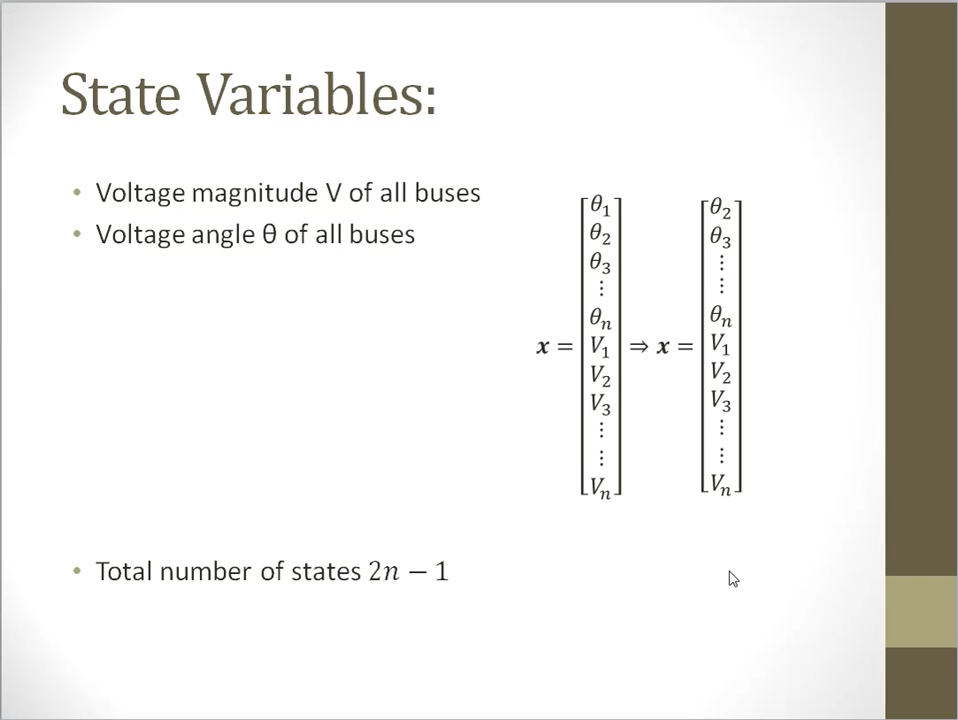 State Variables:
• Voltage magnitude V of all buses
• Voltage angle θ of all buses
𝒙 = [θ₁ θ₂ θ₃ ⋮ θₙ V₁ V₂ V₃ ⋮ ⋮ Vₙ] ⇒ 𝒙 = [θ₂ θ₃ ⋮ ⋮ θₙ V₁ V₂ V₃ ⋮ ⋮ Vₙ]
• Total number of states 2n − 1